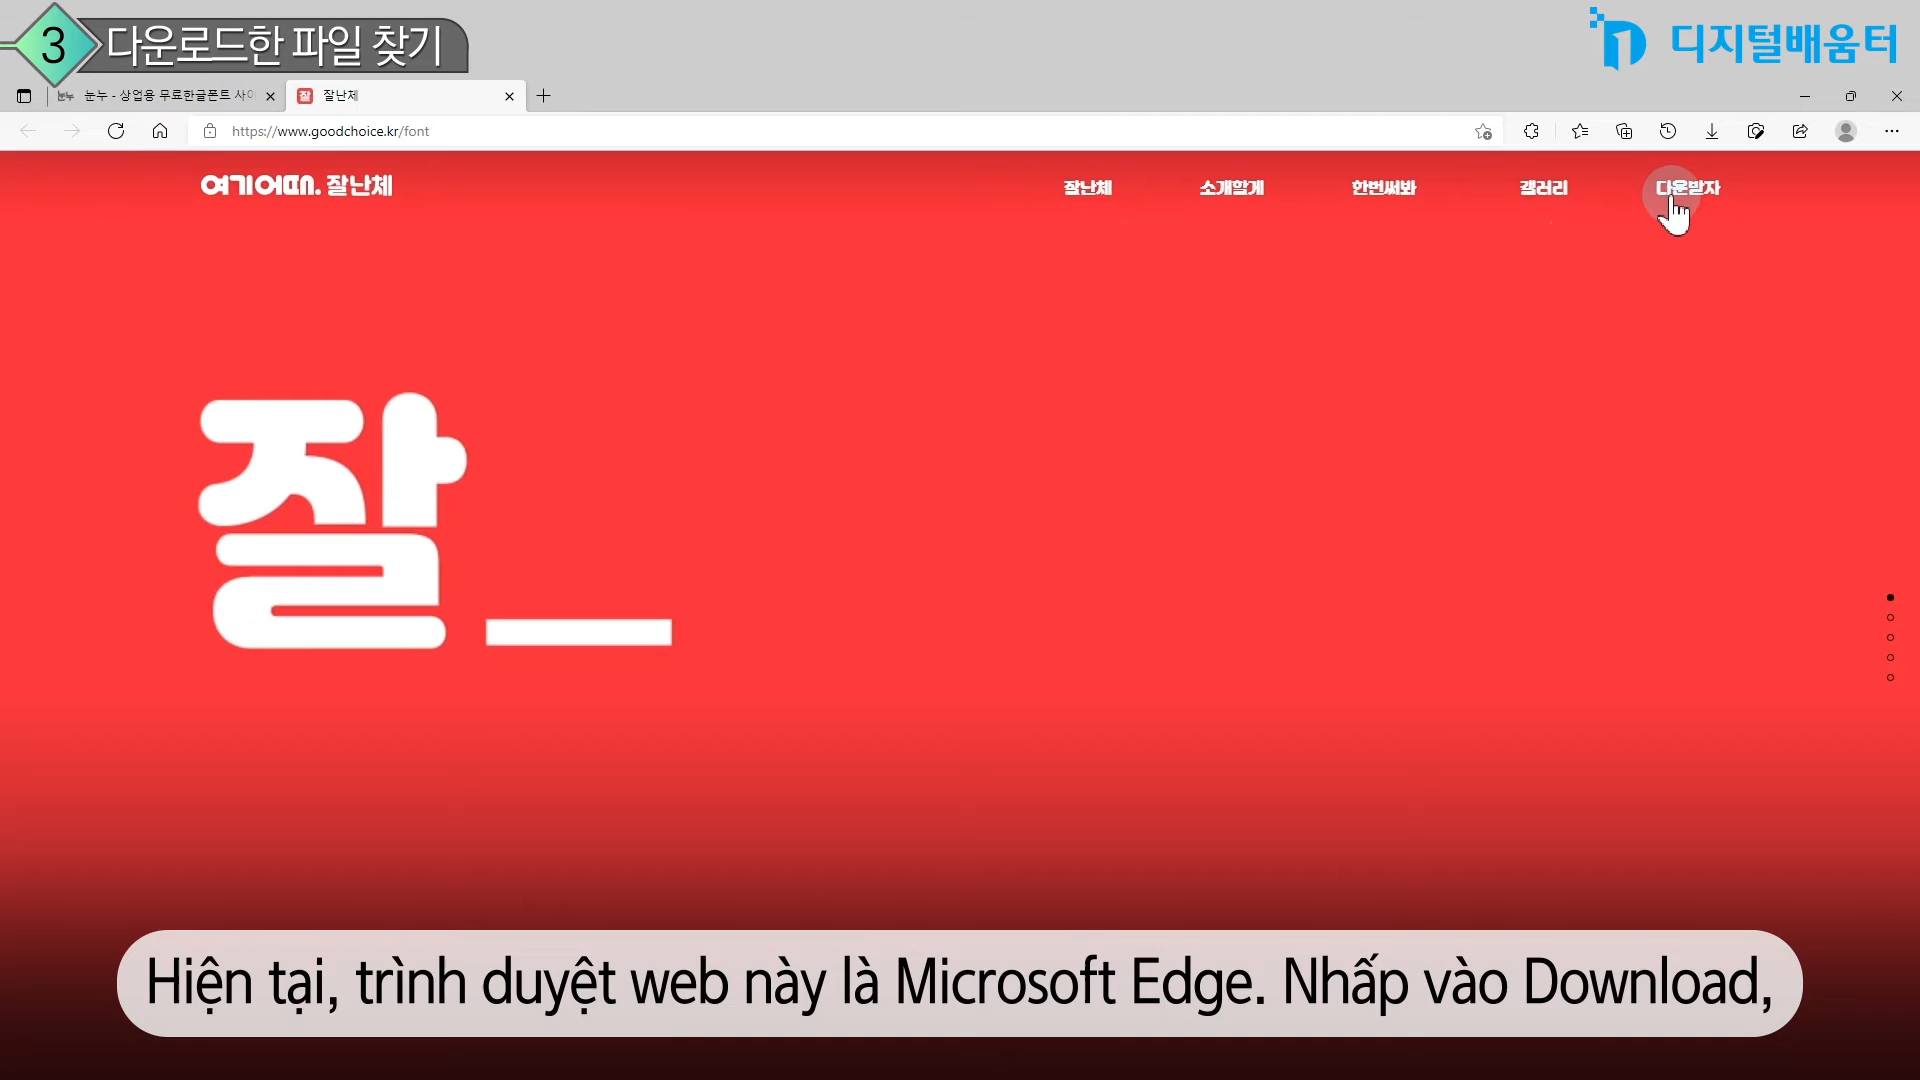 3 다운로드한 파일 찾기
디지털배움터
눈누 눈누 - 상업용 무료한글폰트 사이
잘 잘난체
https://www.goodchoice.kr/font
여기어때. 잘난체
잘난체 소개할게 한번써봐 갤러리 다운받자
잘_
Hiện tại, trình duyệt web này là Microsoft Edge. Nhấp vào Download,